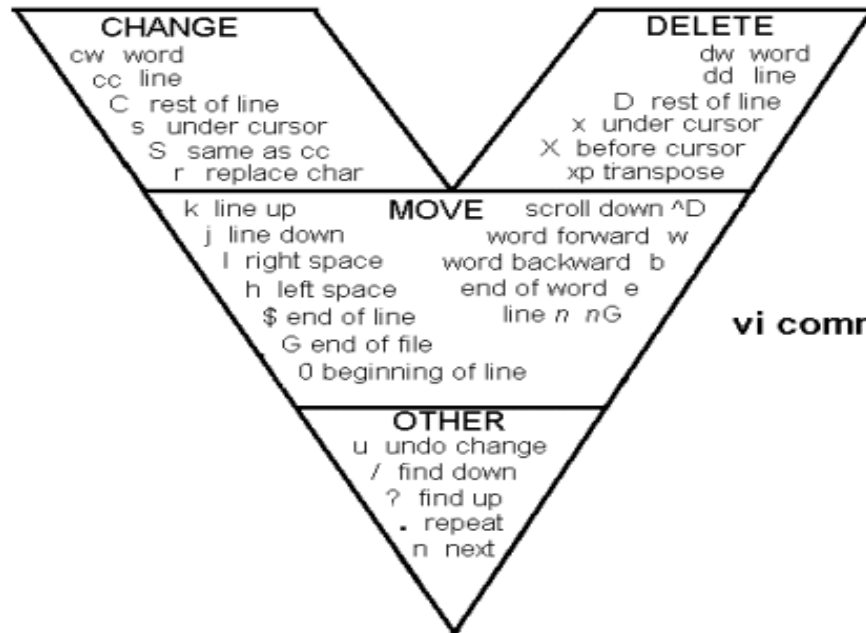 CHANGE
cw word
cc line
C rest of line
s under cursor
S same as cc
r replace char
DELETE
dw word
dd line
D rest of line
x under cursor
X before cursor
xp transpose
MOVE
k line up
j line down
l right space
h left space
$ end of line
G end of file
0 beginning of line
scroll down ^D
word forward w
word backward b
end of word e
line n nG
OTHER
u undo change
/ find down
? find up
. repeat
n next
vi